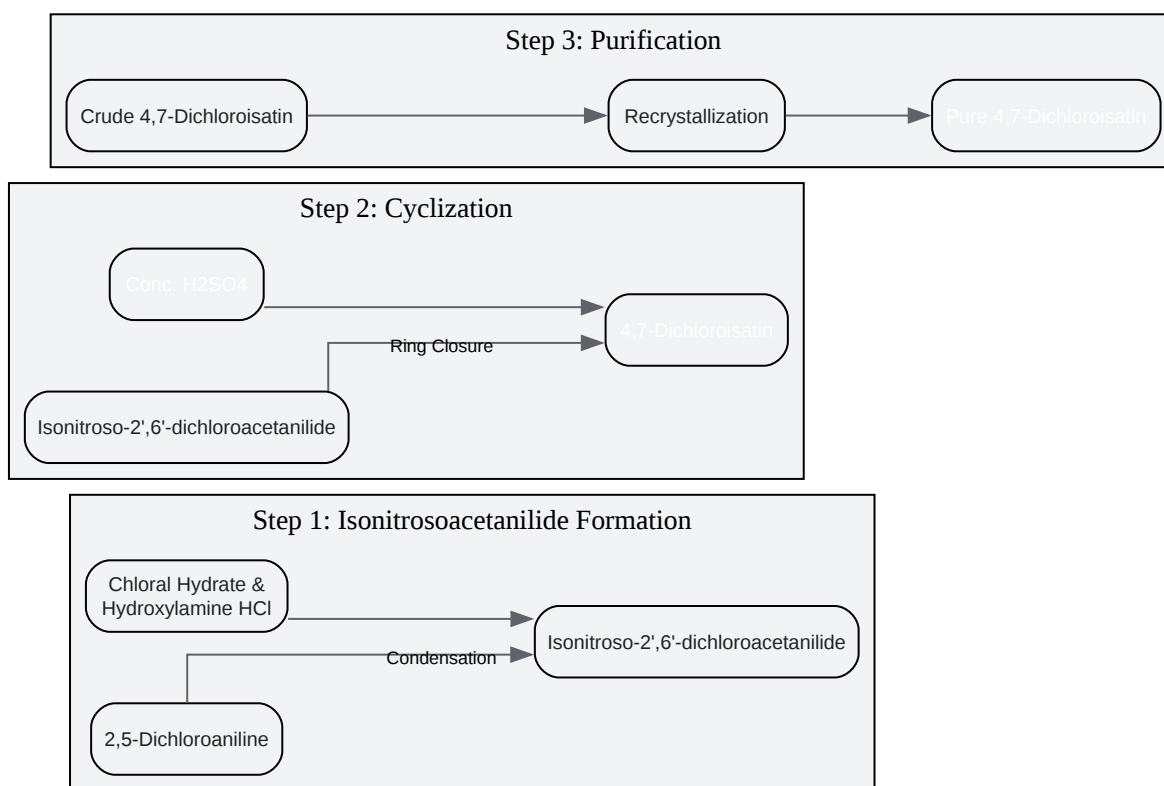 Step 3: Purification
Crude 4,7-Dichloroisatin
Recrystallization
Pure 4,7-Dichloroisatin
Step 2: Cyclization
Conc. H2SO4
4,7-Dichloroisatin
Ring Closure
Isonitroso-2',6'-dichloroacetanilide
Step 1: Isonitrosoacetanilide Formation
Chloral Hydrate &
Hydroxylamine HCl
Isonitroso-2',6'-dichloroacetanilide
Condensation
2,5-Dichloroaniline